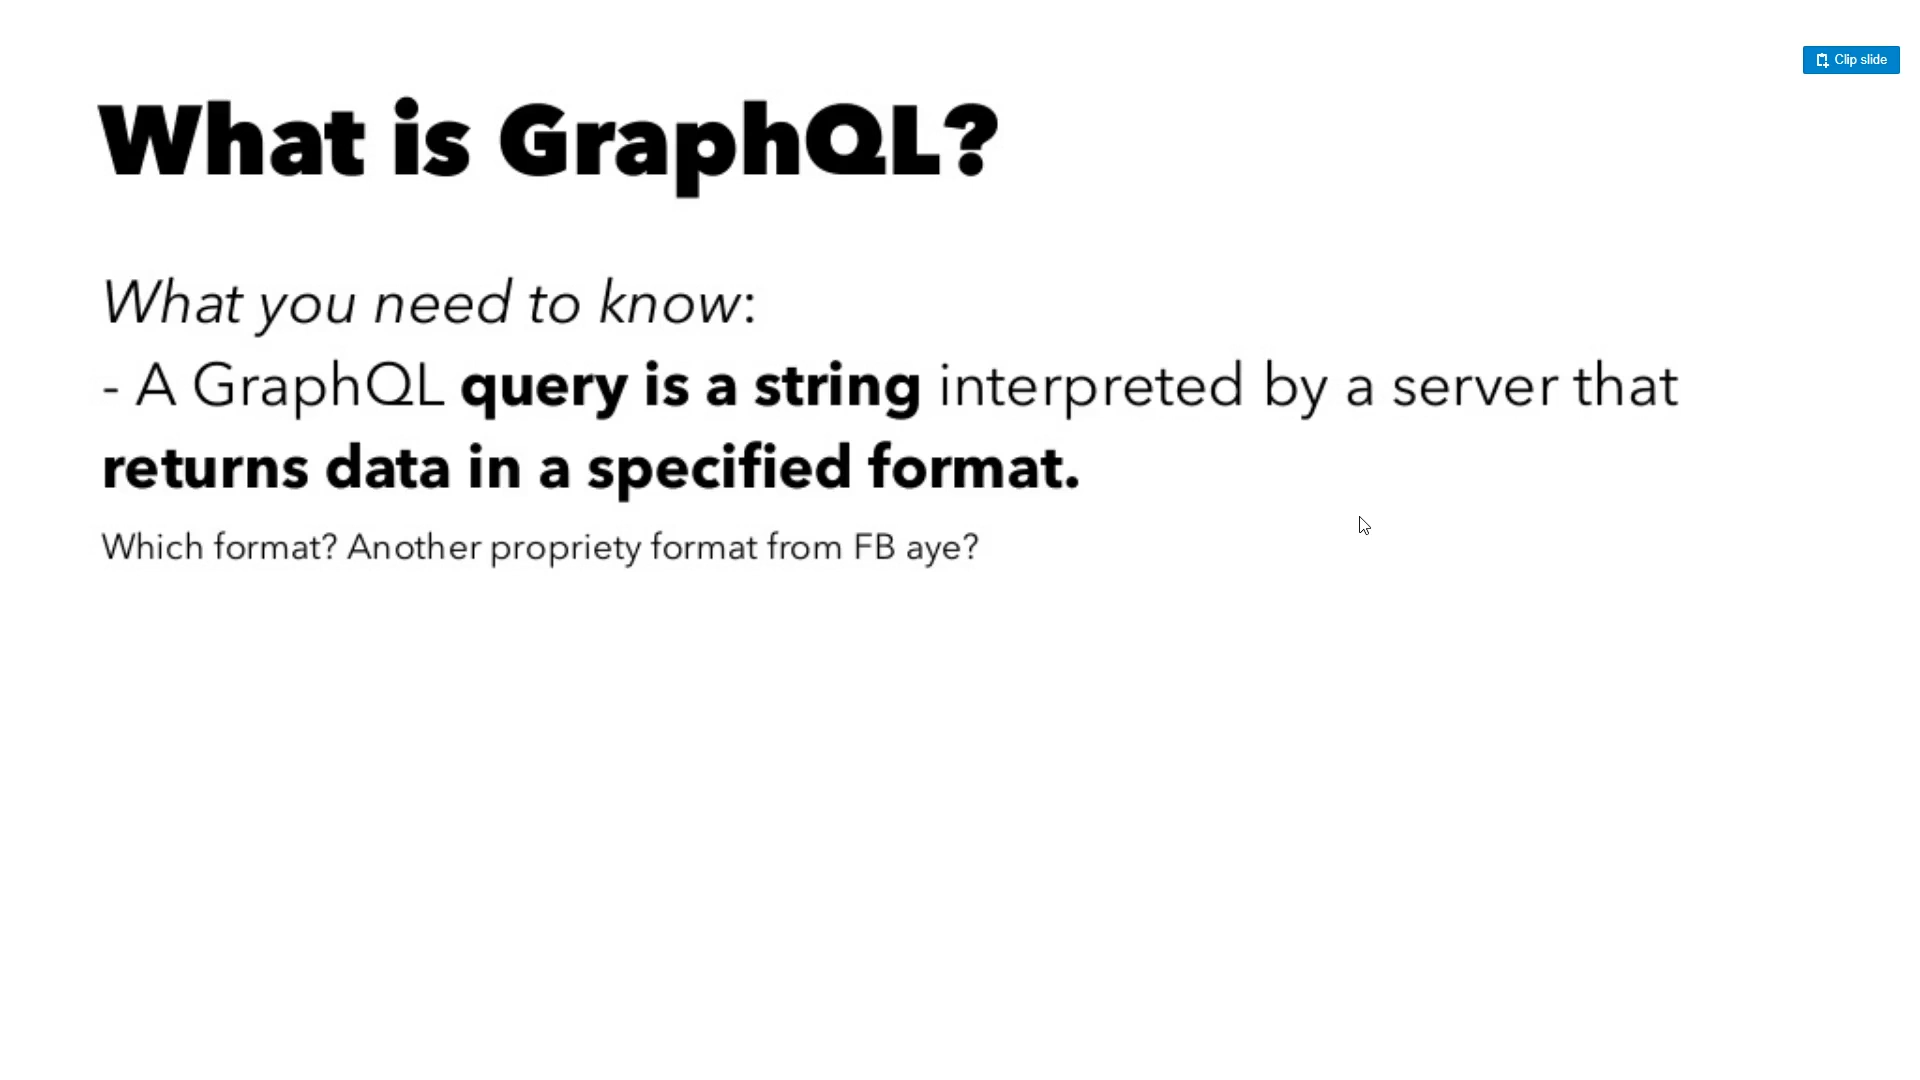 Clip slide
What is GraphQL?
What you need to know:
- A GraphQL query is a string interpreted by a server that
returns data in a specified format.
Which format? Another propriety format from FB aye?